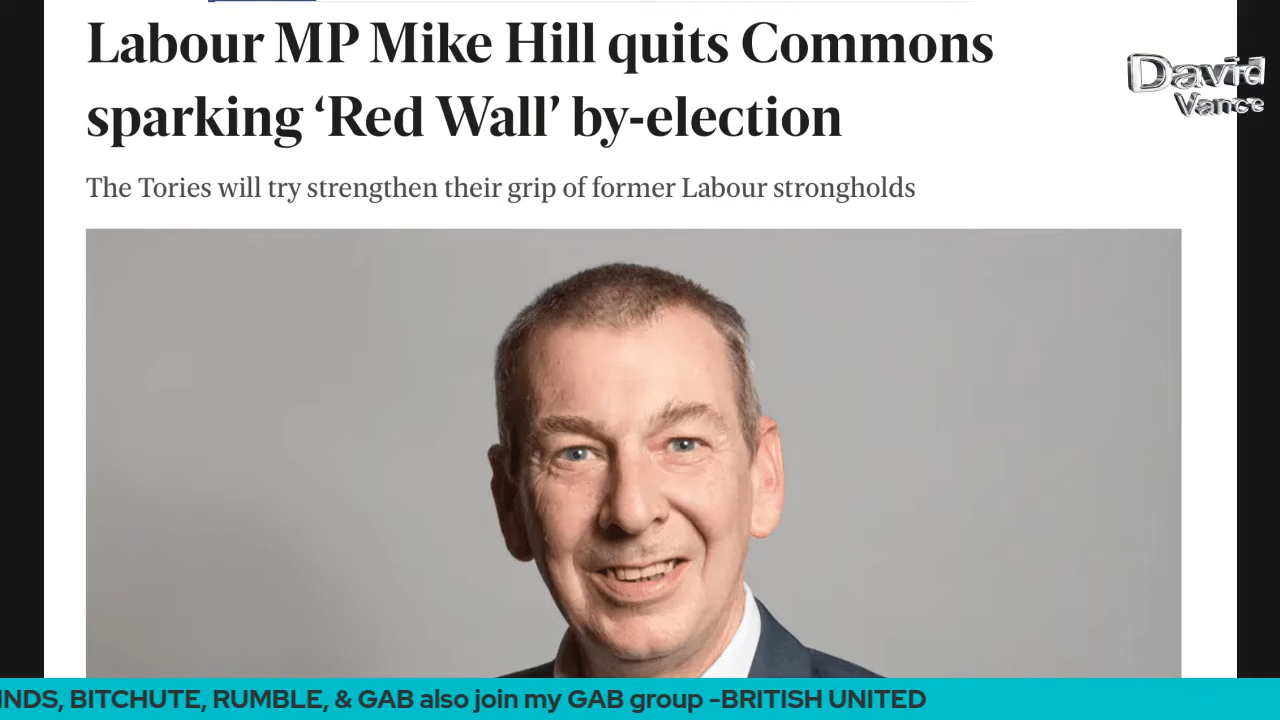 Labour MP Mike Hill quits Commons
sparking ‘Red Wall’ by-election
David
Vance
The Tories will try strengthen their grip of former Labour strongholds
INDS, BITCHUTE, RUMBLE, & GAB also join my GAB group -BRITISH UNITED